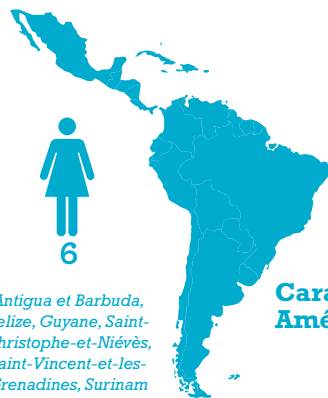 6
Antigua et Barbuda,
elize, Guyane, Saint-
hristophe-et-Niévès,
aint-Vincent-et-les-
renadines, Surinam
Cara
Amé